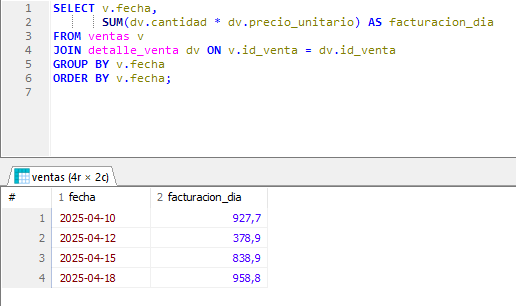 1 SELECT v.fecha,
2 SUM(dv.cantidad * dv.precio_unitario) AS facturacion_dia
3 FROM ventas v
4 JOIN detalle_venta dv ON v.id_venta = dv.id_venta
5 GROUP BY v.fecha
6 ORDER BY v.fecha;
7
ventas (4r × 2c)
# 1 fecha 2 facturacion_dia
1 2025-04-10 927,7
2 2025-04-12 378,9
3 2025-04-15 838,9
4 2025-04-18 958,8